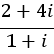 2 + 4i
1 + i